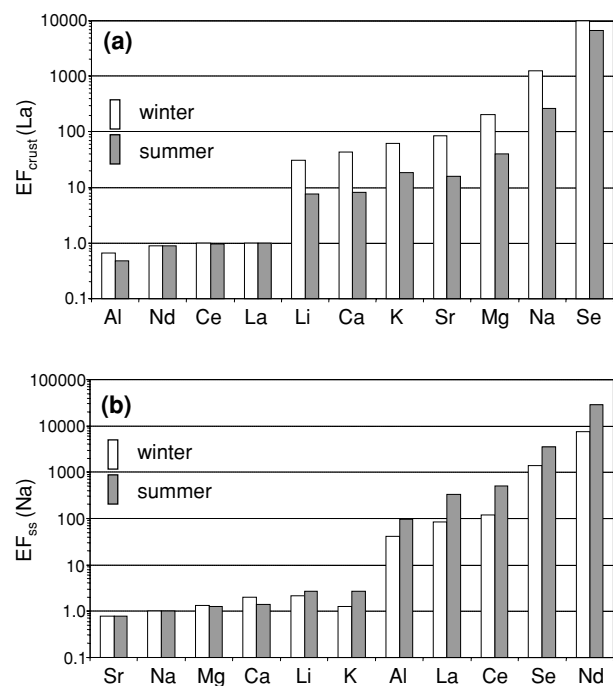 (a)
EFcrust (La)
10000
1000
100
10
1.0
0.1
winter
summer
Al Nd Ce La Li Ca K Sr Mg Na Se
(b)
EFss (Na)
100000
10000
1000
100
10
1.0
0.1
winter
summer
Sr Na Mg Ca Li K Al La Ce Se Nd